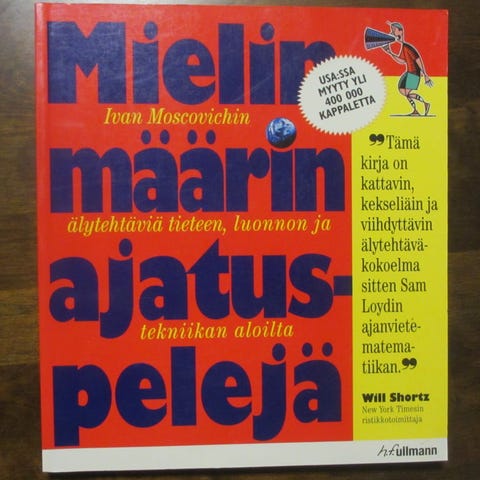 Mielin
Ivan Moscovichin
määrin
älytehtäviä tieteen, luonnon ja
ajatus-
tekniikan aloilta
pelejä
USA:SSA
MYYTY YLI
400 000
KAPPALETTA
”Tämä
kirja on
kattavin,
kekseliäin ja
viihdyttävin
älytehtävä-
kokoelma
sitten Sam
Loydin
ajanvietе-
matema-
tiikan.”
Will Shortz
New York Timesin
ristikkotoimittaja
h.f.ullmann